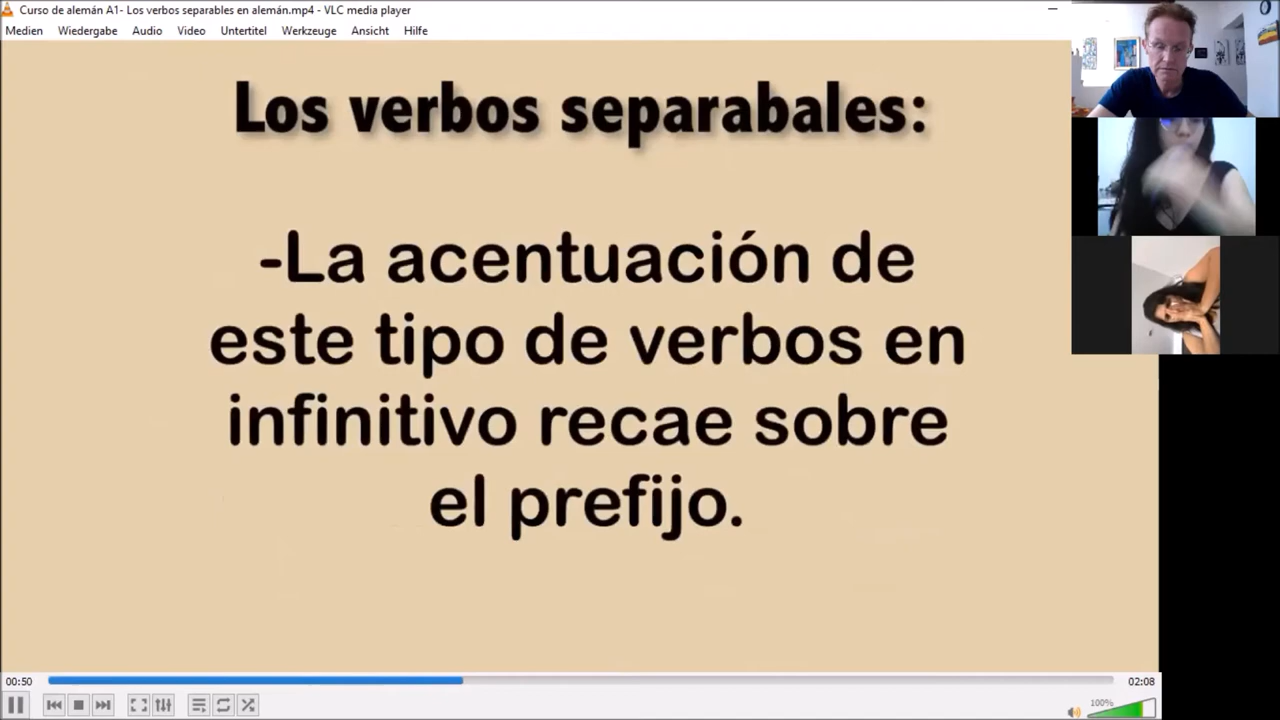 Curso de alemán A1- Los verbos separables en alemán.mp4 - VLC media player
Medien Wiedergabe Audio Video Untertitel Werkzeuge Ansicht Hilfe
Los verbos separabales:
-La acentuación de
este tipo de verbos en
infinitivo recae sobre
el prefijo.
00:50 02:08
100%